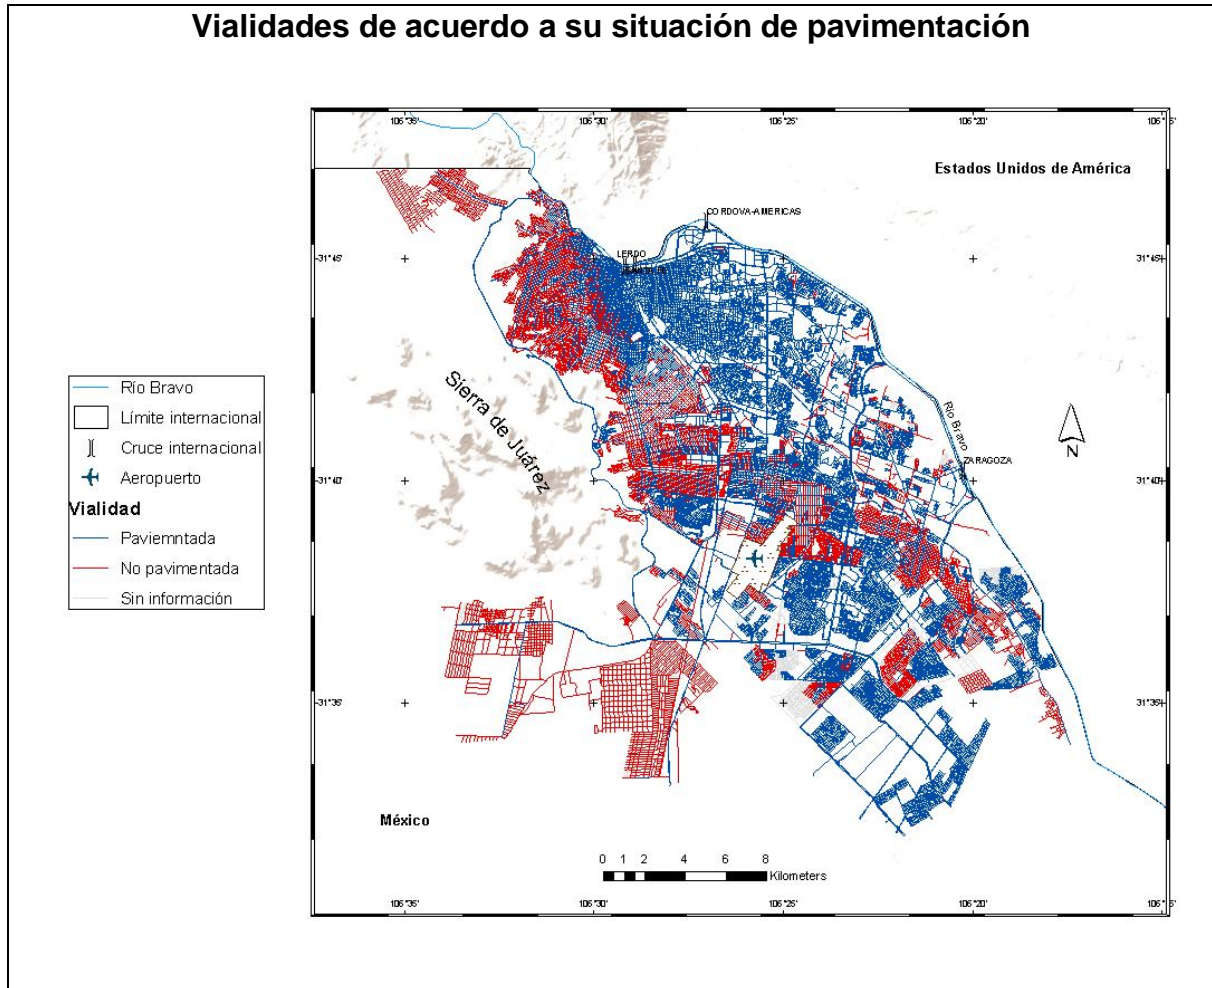 Vialidades de acuerdo a su situación de pavimentación
106°35'
106°30'
106°25'
106°20'
Estados Unidos de América
CORDOVA-AMERICAS
LERDO
31°45'
31°45'
Sierra de Juárez
Río Bravo
ZARAGOZA
N
31°40'
31°40'
Río Bravo
Límite internacional
Cruce internacional
Aeropuerto
Vialidad
Paviemntada
No pavimentada
Sin información
31°35'
31°35'
México
0 1 2 4 6 8
Kilometers
106°35'
106°30'
106°25'
106°20'